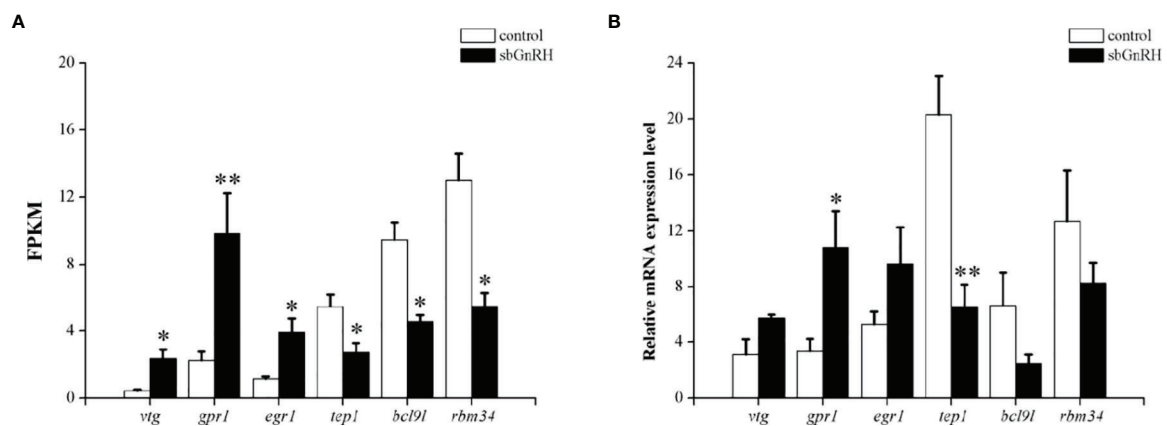 A
control
sbGnRH
20
16
12
8
4
0
FPKM
** 
* * * * *
vtg gpr1 egr1 tep1 bcl9l rbm34
B
control
sbGnRH
24
20
16
12
8
4
0
Relative mRNA expression level
*
**
vtg gpr1 egr1 tep1 bcl9l rbm34